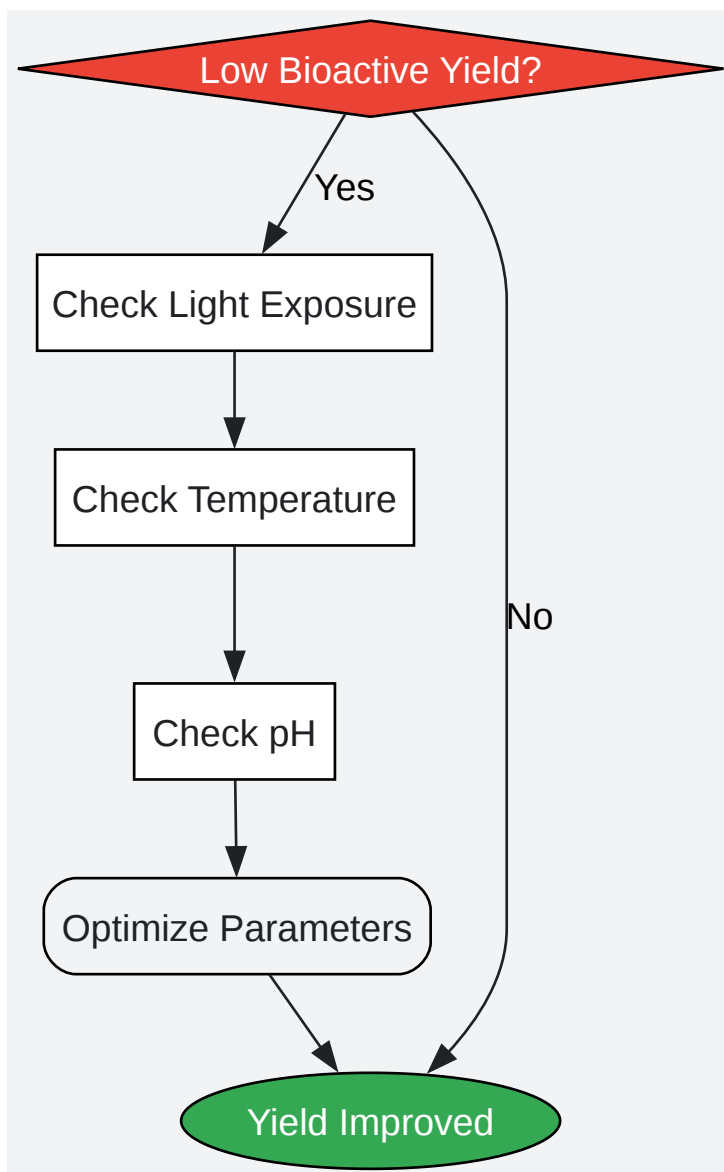 Low Bioactive Yield?
Yes
Check Light Exposure
Check Temperature
No
Check pH
Optimize Parameters
Yield Improved